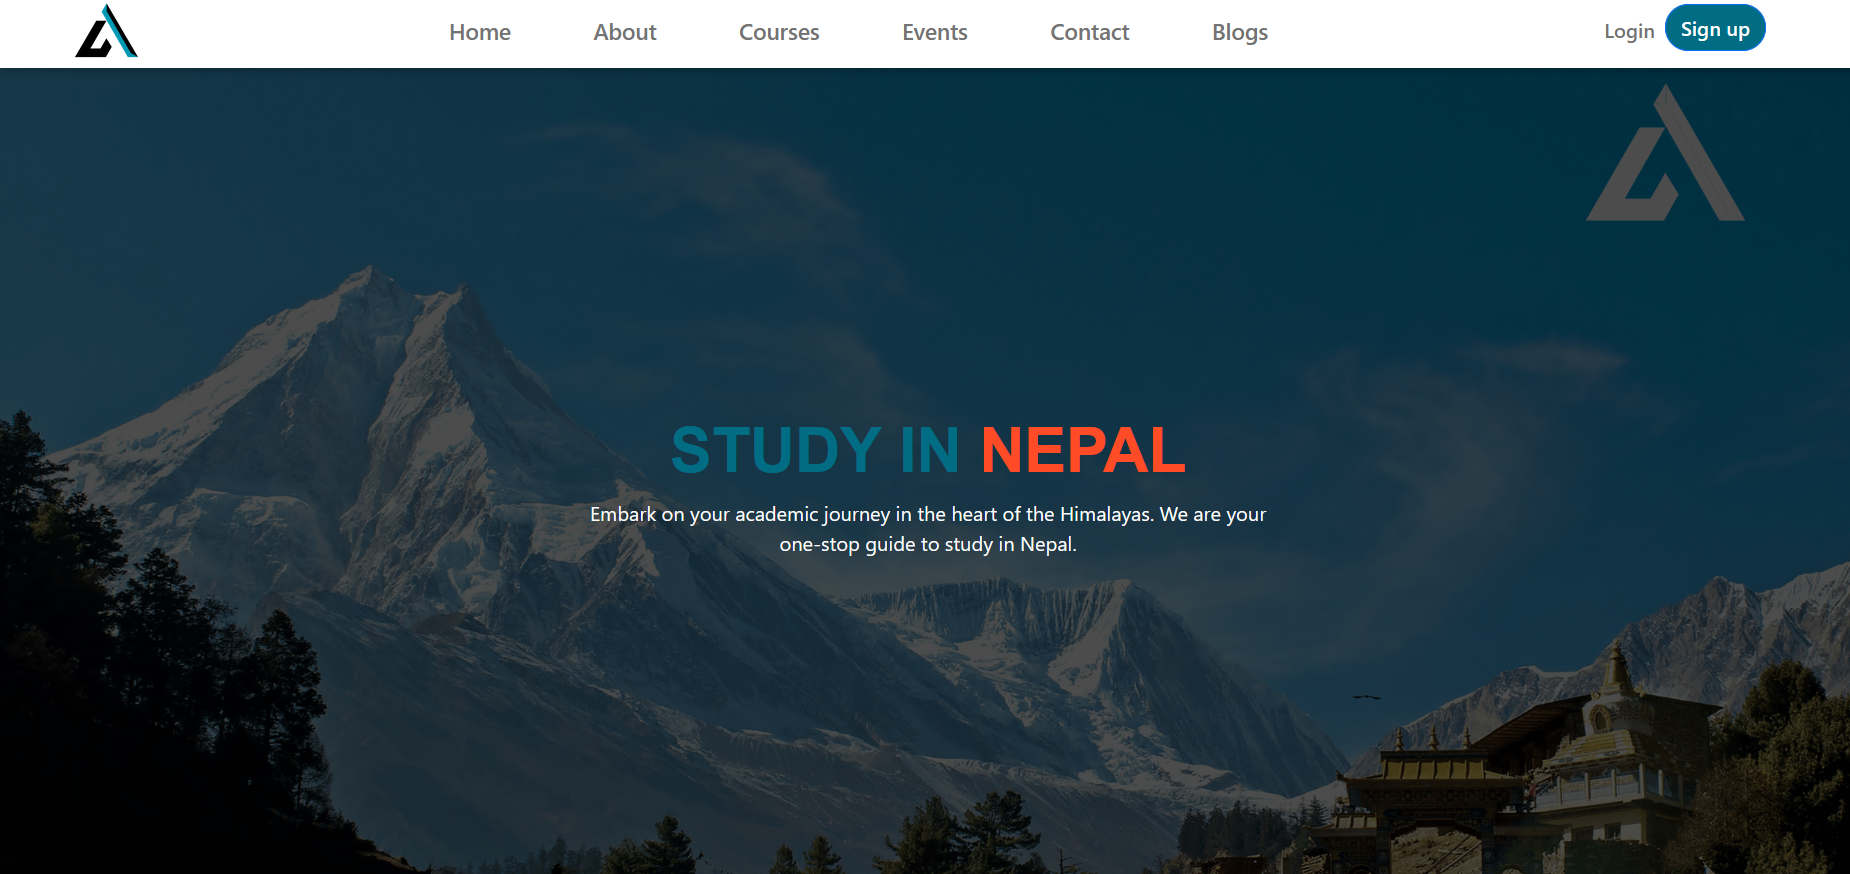 Home About Courses Events Contact Blogs Login Sign up
STUDY IN NEPAL
Embark on your academic journey in the heart of the Himalayas. We are your
one-stop guide to study in Nepal.